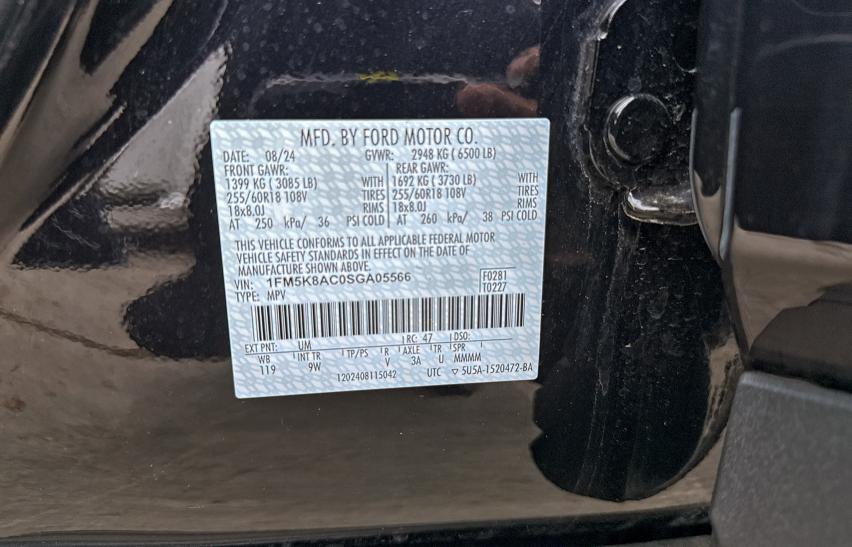 MFD. BY FORD MOTOR CO.
DATE: 08/24 GVWR: 2948 KG ( 6500 LB)
FRONT GAWR: REAR GAWR:
1399 KG ( 3085 LB) WITH 1692 KG ( 3730 LB) WITH
255/60R18 108V TIRES 255/60R18 108V TIRES
18x8.0J RIMS 18x8.0J RIMS
AT 250 kPa/ 36 PSI COLD AT 260 kPa/ 38 PSI COLD
THIS VEHICLE CONFORMS TO ALL APPLICABLE FEDERAL MOTOR
VEHICLE SAFETY STANDARDS IN EFFECT ON THE DATE OF
MANUFACTURE SHOWN ABOVE.
VIN: 1FM5K8AC0SGA05566 F0281
TYPE: MPV T0227
EXT PNT: UM RC: 47 DSO:
WB INT TR TP/PS R AXLE TR SPR
119 9W V 3A U MMMM
1202408115042 UTC ▽ 5U5A-1520472-BA